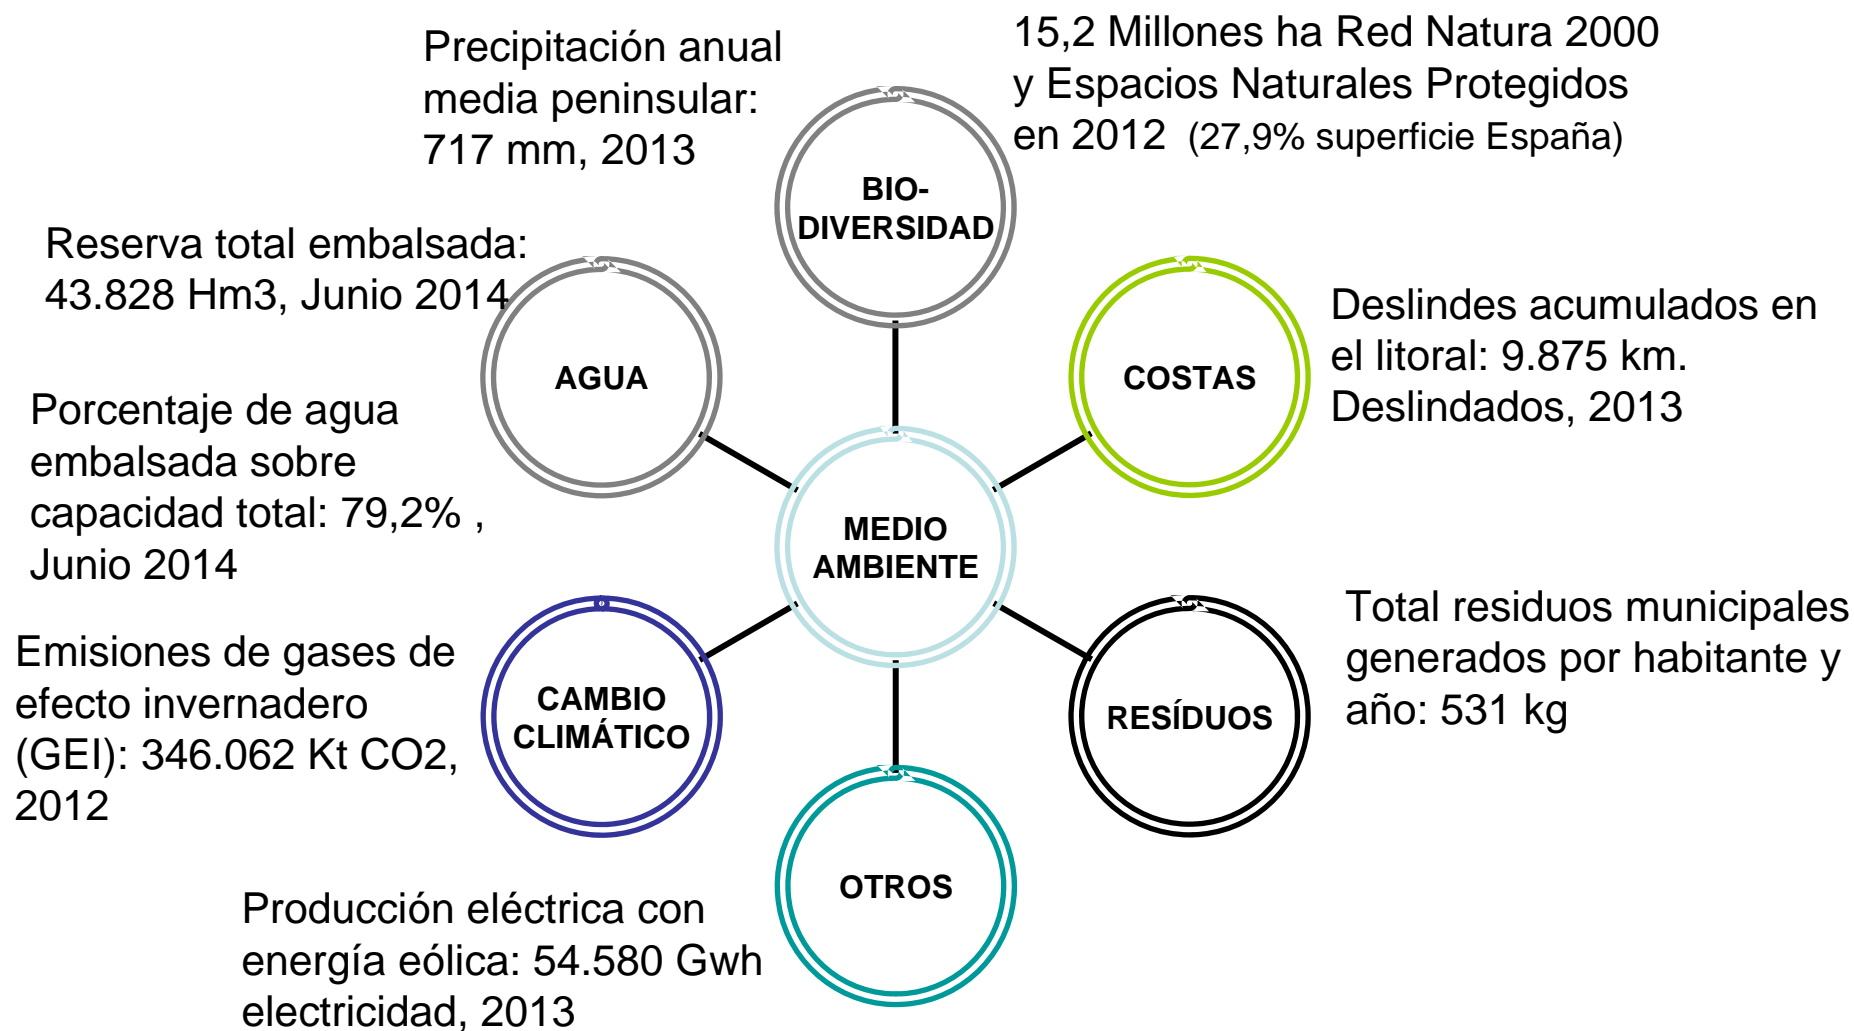 Precipitación anual
media peninsular:
717 mm, 2013
15,2 Millones ha Red Natura 2000
y Espacios Naturales Protegidos
en 2012 (27,9% superficie España)
BIO-
DIVERSIDAD
Reserva total embalsada:
43.828 Hm3, Junio 2014
AGUA
COSTAS
Deslindes acumulados en
el litoral: 9.875 km.
Deslindados, 2013
Porcentaje de agua
embalsada sobre
capacidad total: 79,2% ,
Junio 2014
MEDIO
AMBIENTE
Emisiones de gases de
efecto invernadero
(GEI): 346.062 Kt CO2,
2012
CAMBIO
CLIMÁTICO
RESÍDUOS
Total residuos municipales
generados por habitante y
año: 531 kg
OTROS
Producción eléctrica con
energía eólica: 54.580 Gwh
electricidad, 2013